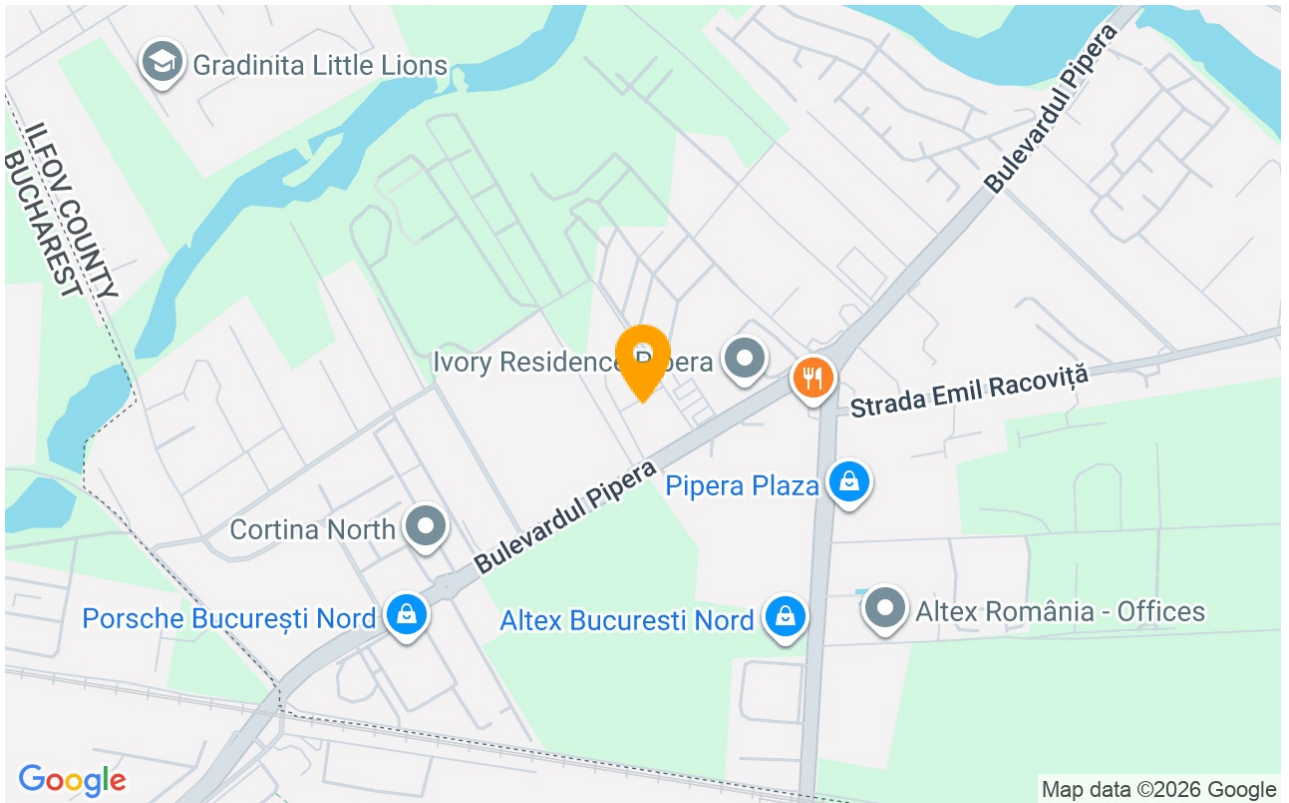 Gradinita Little Lions
Bulevardul Pipera
ILFOV COUNTY
BUCHAREST
Ivory Residence Pipera
Strada Emil Racoviță
Pipera Plaza
Bulevardul Pipera
Cortina North
Porsche București Nord
Altex Bucuresti Nord
Altex România - Offices
Google
Map data ©2026 Google